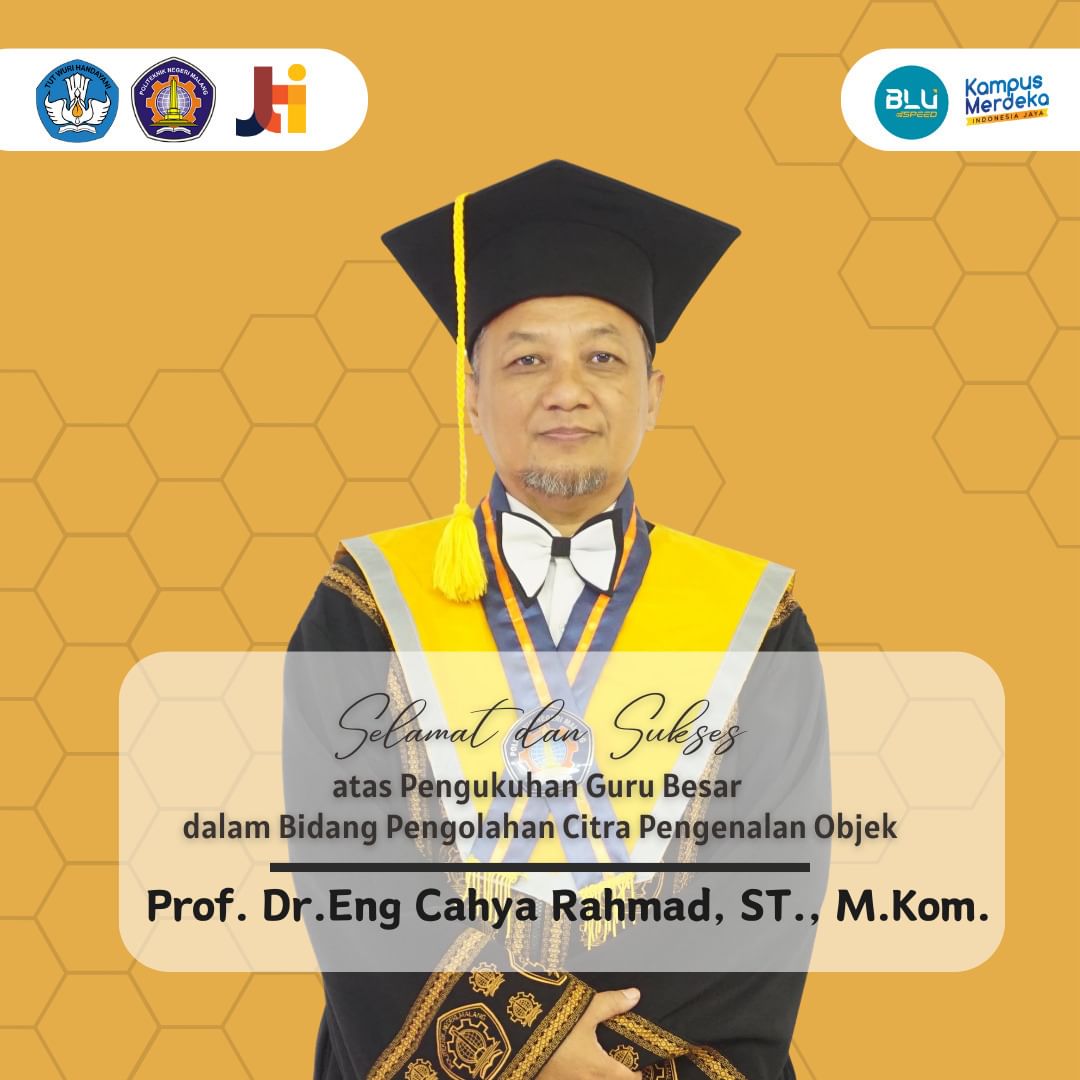 TUT WURI HANDAYANI
POLITEKNIK NEGERI MALANG
JTI
BLU
SPEED
Kampus
Merdeka
INDONESIA JAYA
Selamat dan Sukses
atas Pengukuhan Guru Besar
dalam Bidang Pengolahan Citra Pengenalan Objek
Prof. Dr.Eng Cahya Rahmad, ST., M.Kom.